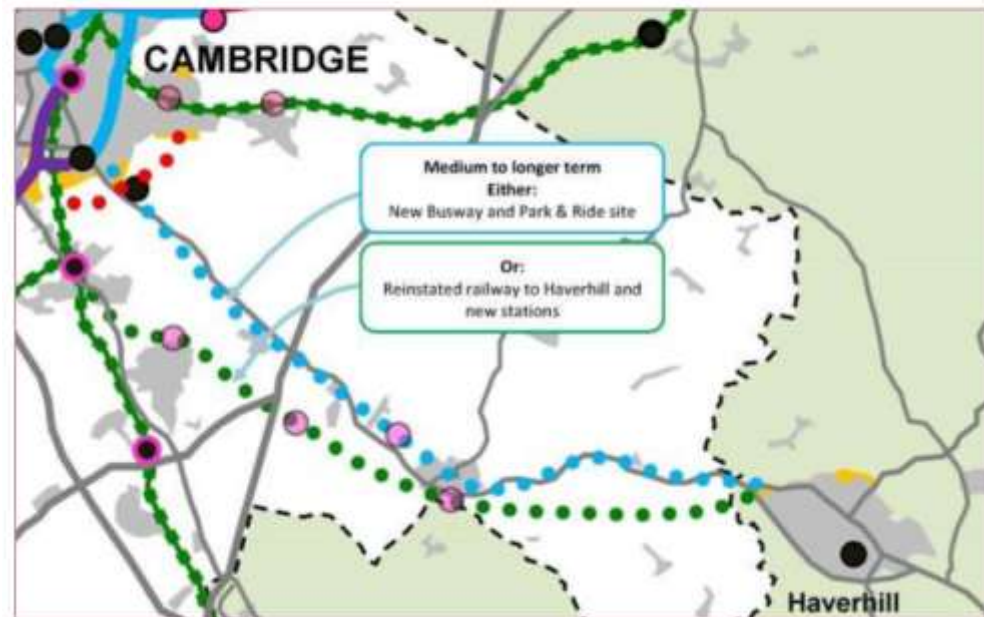 CAMBRIDGE
Medium to longer term
Either:
New Busway and Park & Ride site
Or:
Reinstated railway to Haverhill and
new stations
Haverhill